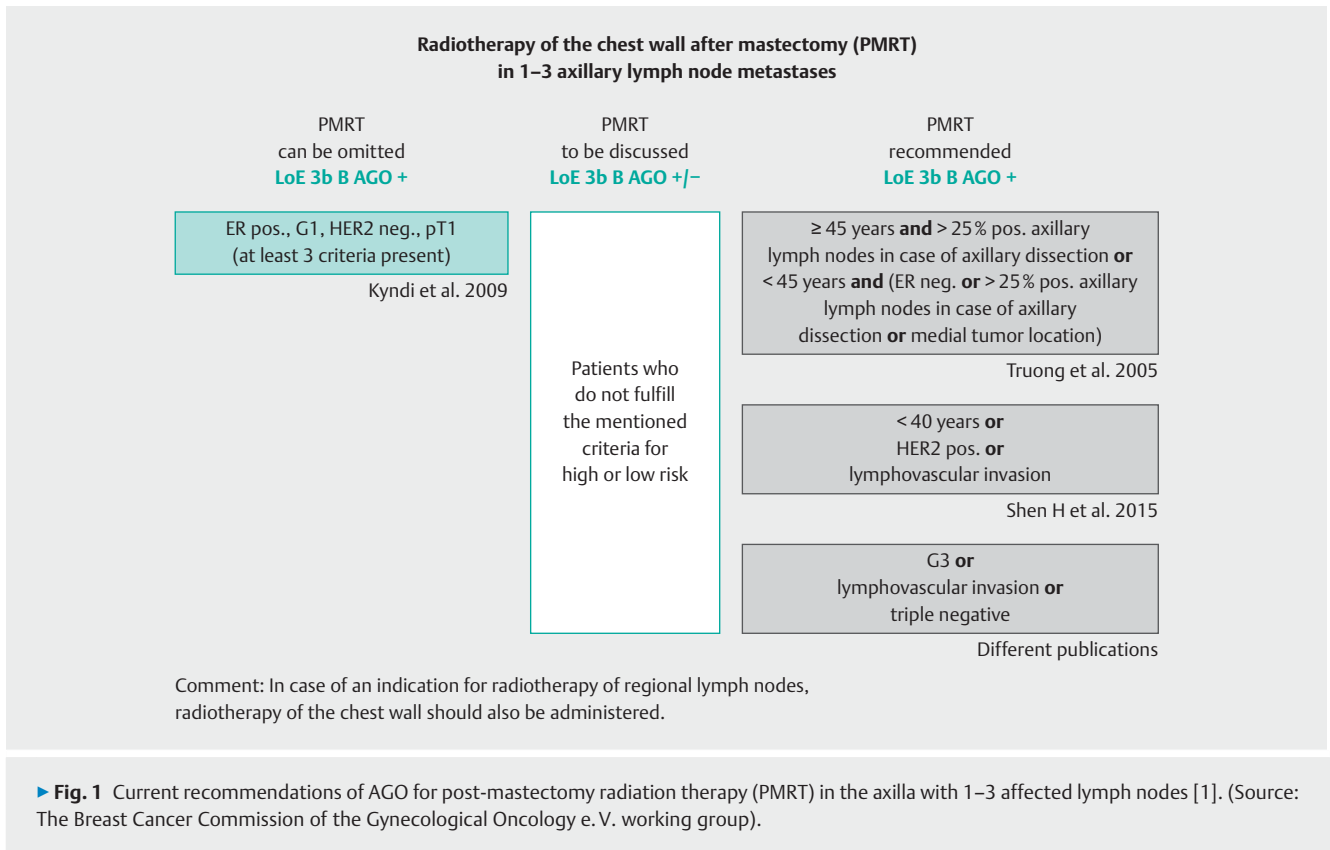 Radiotherapy of the chest wall after mastectomy (PMRT)
in 1–3 axillary lymph node metastases
PMRT
can be omitted
LoE 3b B AGO +
ER pos., G1, HER2 neg., pT1
(at least 3 criteria present)
Kyndi et al. 2009
PMRT
to be discussed
LoE 3b B AGO +/−
Patients who
do not fulfill
the mentioned
criteria for
high or low risk
PMRT
recommended
LoE 3b B AGO +
≥ 45 years and > 25 % pos. axillary
lymph nodes in case of axillary dissection or
< 45 years and (ER neg. or > 25 % pos. axillary
lymph nodes in case of axillary
dissection or medial tumor location)
Truong et al. 2005
< 40 years or
HER2 pos. or
lymphovascular invasion
Shen H et al. 2015
G3 or
lymphovascular invasion or
triple negative
Different publications
Comment: In case of an indication for radiotherapy of regional lymph nodes,
radiotherapy of the chest wall should also be administered.
▶ Fig. 1 Current recommendations of AGO for post-mastectomy radiation therapy (PMRT) in the axilla with 1–3 affected lymph nodes [1]. (Source:
The Breast Cancer Commission of the Gynecological Oncology e. V. working group).